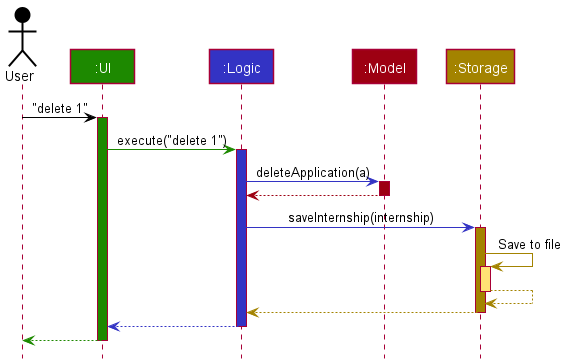 User
:UI
:Logic
:Model
:Storage
"delete 1"
execute("delete 1")
deleteApplication(a)
saveInternship(internship)
Save to file